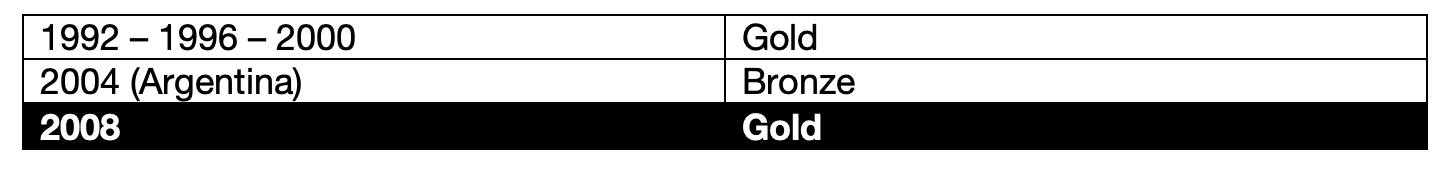 1992 – 1996 – 2000 Gold
2004 (Argentina) Bronze
2008 Gold